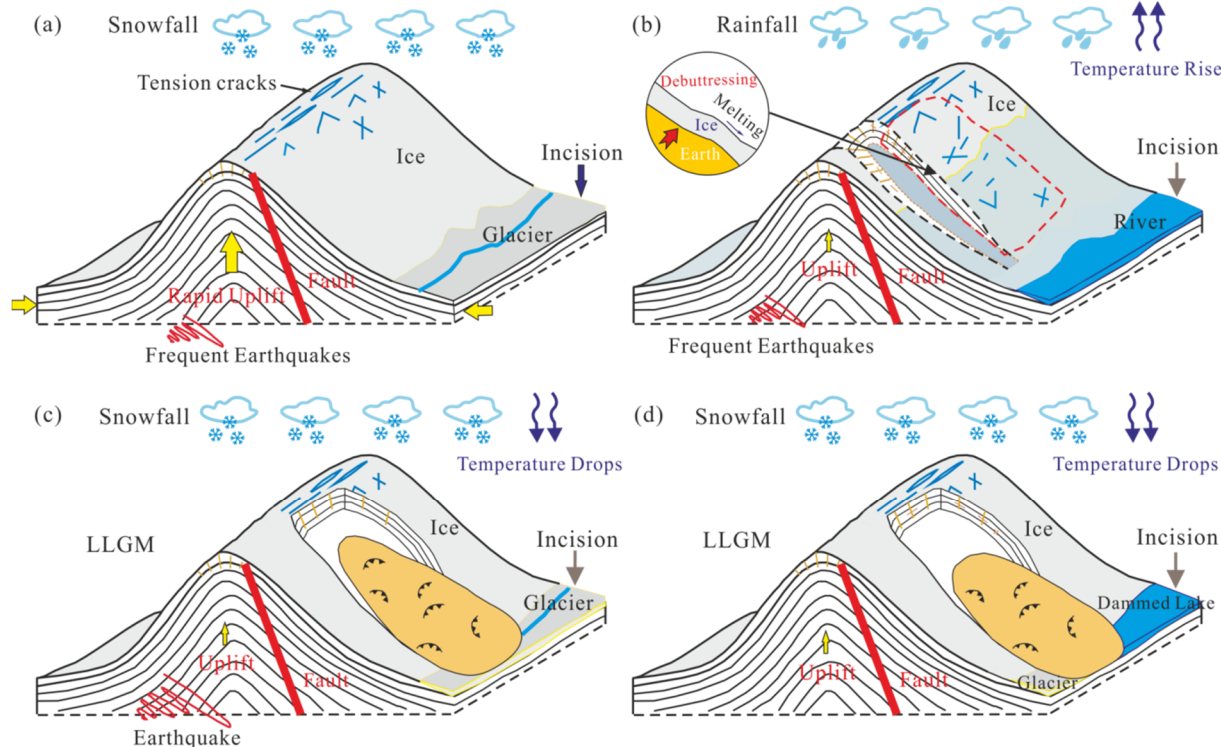 (a)
Snowfall
Tension cracks
Ice
Incision
Glacier
Fault
Rapid Uplift
Frequent Earthquakes
(b)
Rainfall
Temperature Rise
Debuttressing
Melting
Ice
Earth
Ice
Incision
River
Uplift
Fault
Frequent Earthquakes
(c)
Snowfall
Temperature Drops
LLGM
Ice
Incision
Glacier
Uplift
Fault
Earthquake
(d)
Snowfall
Temperature Drops
LLGM
Ice
Incision
Dammed Lake
Uplift
Fault
Glacier